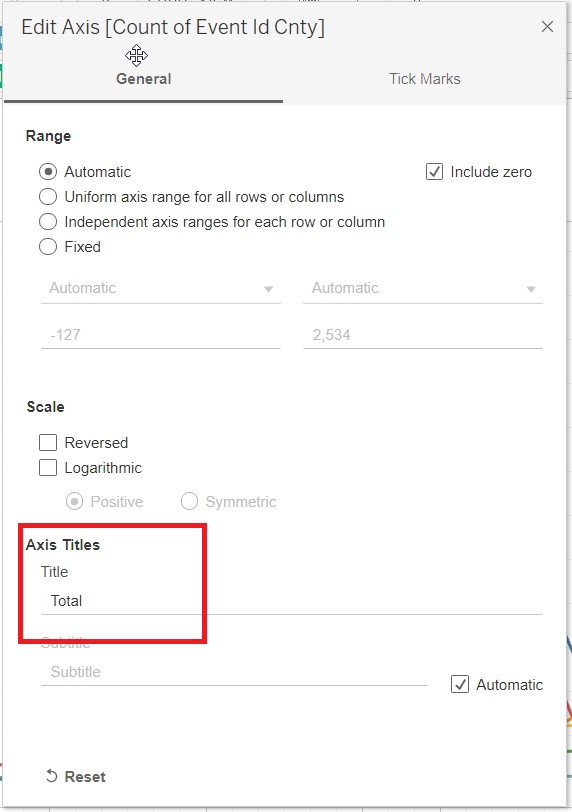 Edit Axis [Count of Event Id Cnty]
General
Tick Marks
Range
Automatic
Include zero
Uniform axis range for all rows or columns
Independent axis ranges for each row or column
Fixed
Automatic
Automatic
-127
2,534
Scale
Reversed
Logarithmic
Positive
Symmetric
Axis Titles
Title
Total
Subtitle
Subtitle
Automatic
Reset